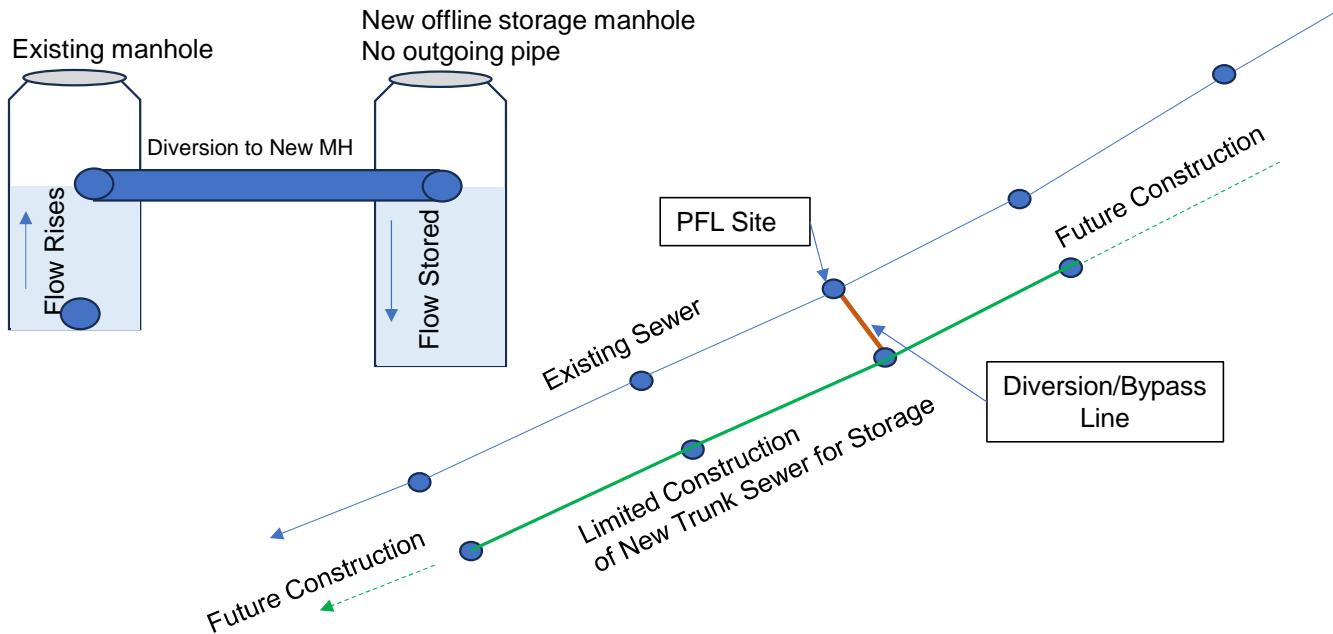 Existing manhole
New offline storage manhole
No outgoing pipe
Diversion to New MH
Flow Rises
Flow Stored
PFL Site
Future Construction
Existing Sewer
Diversion/Bypass
Line
Limited Construction
of New Trunk Sewer for Storage
Future Construction